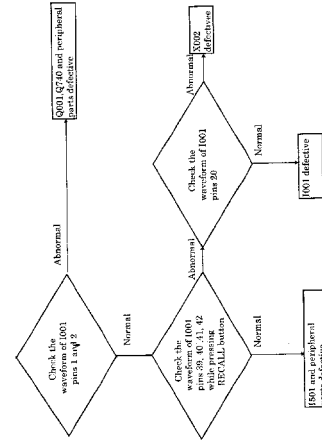 Check the
waveform of I001
pins 1 and 2
Abnormal
Q001,Q740 and peripheral
parts defective
Normal
Check the
waveform of I001
pins 39, 40, 41, 42
while pressing
RECALL button
Abnormal
Check the
waveform of I001
pins 20
Abnormal
X002
defectivee
Normal
I501 and peripheral
Normal
I001 defective